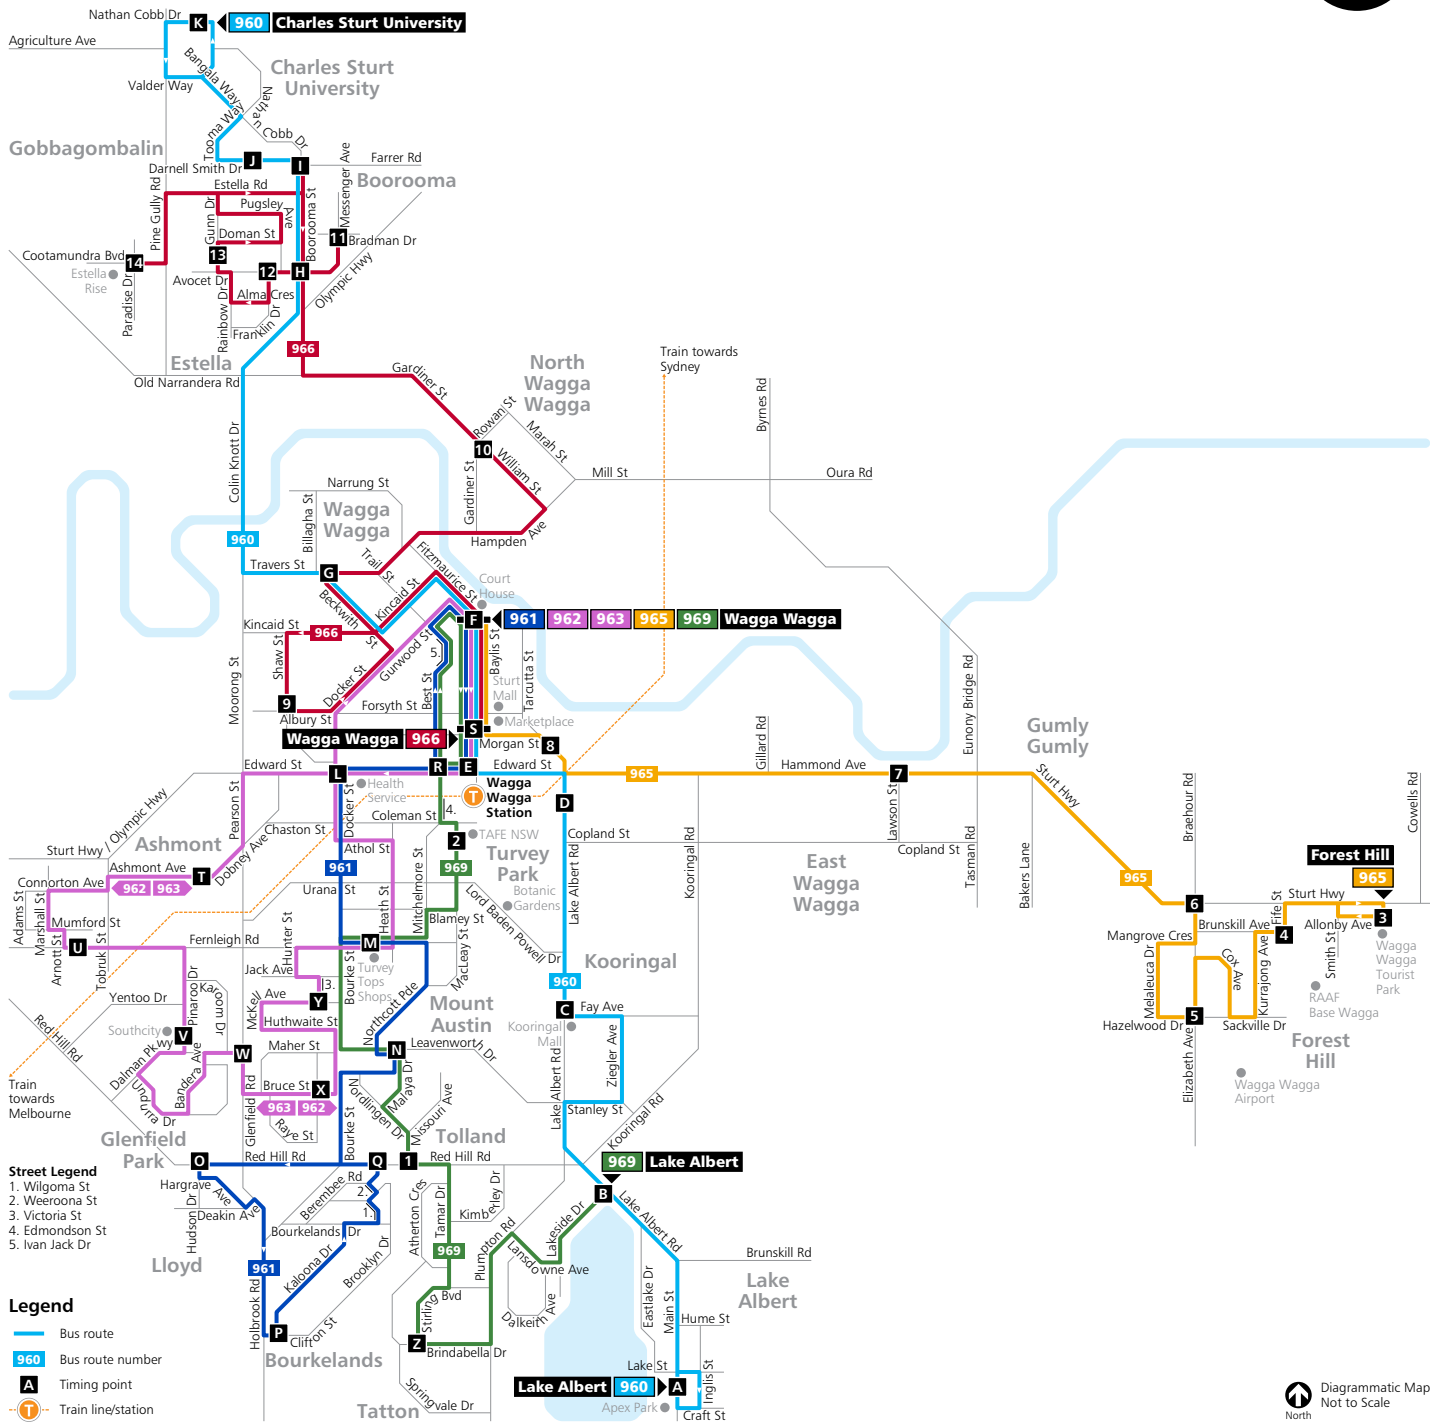 Nathan Cobb Dr
K
960
Charles Sturt University
Agriculture Ave
Bangala Way
Charles Sturt
University
Valder Way
Nathan Cobb Dr
Tooma Way
Gobbagombalin
J
I
Darnell Smith Dr
Farrer Rd
Messenger Ave
Boorooma
Estella Rd
Pine Gully Rd
Gunn Dr
Pugsley Ave
Boorooma St
Doman St
11
Bradman Dr
Cootamundra Bvd
14
13
12
H
Estella
Rise
Avocet Dr
Paradise Dr
Rainbow Dr
Alma Cres
Franklin Dr
Olympic Hwy
966
Estella
Old Narrandera Rd
Gardiner St
North
Wagga
Wagga
Train towards
Sydney
Byrnes Rd
Rowan St
Marah St
10
William St
Gardiner St
Mill St
Oura Rd
Colin Knott Dr
Narrung St
Billagha St
Wagga
Wagga
Hampden Ave
960
Travers St
G
Trail St
Fitzmaurice St
Court
House
Beckwith St
Kincaid St
F
961
962
963
965
969
Wagga Wagga
Kincaid St
966
Gurwood St
5.
Baylis St
Tarcutta St
Shaw St
Docker St
Best St
Sturt
Mall
Moorong St
9
Albury St
Forsyth St
Marketplace
S
Wagga Wagga
966
Morgan St
8
Gillard Rd
Eunony Bridge Rd
Gumly
Gumly
Edward St
L
R
E
Edward St
965
Hammond Ave
7
Sturt Hwy
Health
Service
T
Wagga
Wagga
Station
D
Sturt Hwy / Olympic Hwy
Pearson St
Docker St
4.
Coleman St
Chaston St
2
TAFE NSW
Copland St
Lawson St
Copland St
Braehour Rd
Cowells Rd
Ashmont
Dobney Ave
Athol St
Turvey
Park
Kooringal Rd
East
Wagga
Wagga
Tasman Rd
Bakers Lane
Ashmont Ave
T
961
969
Mitchelmore St
Connorton Ave
962
963
Urana St
Heath St
Botanic
Gardens
Lake Albert Rd
965
Forest Hill
965
Sturt Hwy
6
Adams St
Marshall St
Mumford St
Blamey St
Lord Baden Powell Dr
Fife St
3
Brunskill Ave
Allonby Ave
4
Mangrove Cres
Arnott St
U
Tobruk St
Fernleigh Rd
Hunter St
M
MacLeay St
Kooringal
Melaleuca Dr
Cox Ave
Kurrajong Ave
Smith St
Wagga
Wagga
Tourist
Park
Jack Ave
Turvey
Tops
Shops
Bourke St
960
3.
Y
Yentoo Dr
Pinaroo Dr
Karoom Dr
McKell Ave
Northcott Pde
Mount
Austin
C
Fay Ave
RAAF
Base Wagga
Red Hill Rd
Southcity
V
Huthwaite St
Kooringal
Mall
5
Hazelwood Dr
Sackville Dr
Forest
Hill
Maher St
N
Leavenworth Dr
Ziegler Ave
W
Dalman Pkwy
Bandera Ave
Wagga Wagga
Airport
Train
towards
Melbourne
Bruce St
X
Malaya Dr
Nordlingen Dr
Missouri Ave
Lake Albert Rd
Elizabeth Ave
Undurra Dr
Glenfield Rd
963
962
Stanley St
Raye St
Bourke St
Kooringal Rd
Glenfield
Park
Tolland
O
Red Hill Rd
Q
1
Red Hill Rd
969
Lake Albert
Street Legend
1. Wilgoma St
2. Weeroona St
3. Victoria St
4. Edmondson St
5. Ivan Jack Dr
Hargrave Ave
Berembee Rd
2.
1.
B
Hudson Dr
Deakin Ave
Bourkelands Dr
Atherton Cres
Tamar Dr
Kimberley Dr
Lakeside Dr
Lake Albert Rd
Plumpton Rd
Lansdowne Ave
Lloyd
961
Kaloona Dr
Brooklyn Dr
969
Brunskill Rd
Lake
Albert
Eastlake Dr
Main St
Dalkeith Ave
Stirling Bvd
Legend
Bus route
960
Bus route number
A
Timing point
T
Train line/station
Holbrook Rd
P
Clifton St
Bourkelands
Z
Brindabella Dr
Hume St
Lake St
Inglis St
Lake Albert
960
A
Springvale Dr
Tatton
Apex Park
Craft St
North
Diagrammatic Map
Not to Scale